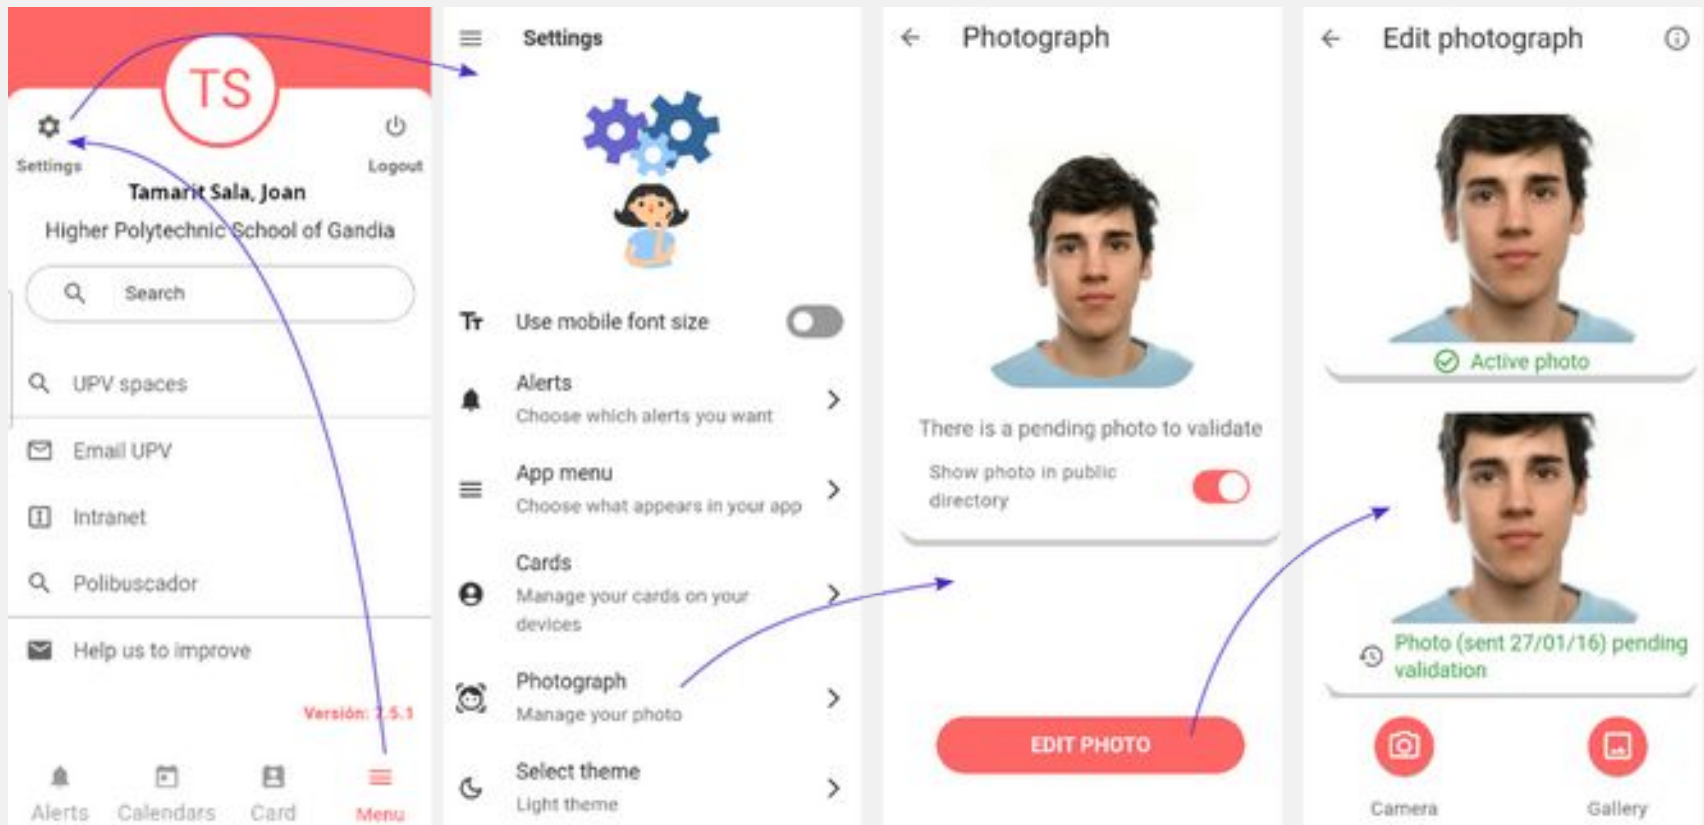 TS
Settings
Logout
Tamarit Sala, Joan
Higher Polytechnic School of Gandia
Search
UPV spaces
Email UPV
Intranet
Polibuscador
Help us to improve
Versión: 7.5.1
Alerts
Calendars
Card
Menu
Settings
Use mobile font size
Alerts
Choose which alerts you want
App menu
Choose what appears in your app
Cards
Manage your cards on your
devices
Photograph
Manage your photo
Select theme
Light theme
Photograph
There is a pending photo to validate
Show photo in public
directory
EDIT PHOTO
Edit photograph
Active photo
Photo (sent 27/01/16) pending
validation
Camera
Gallery